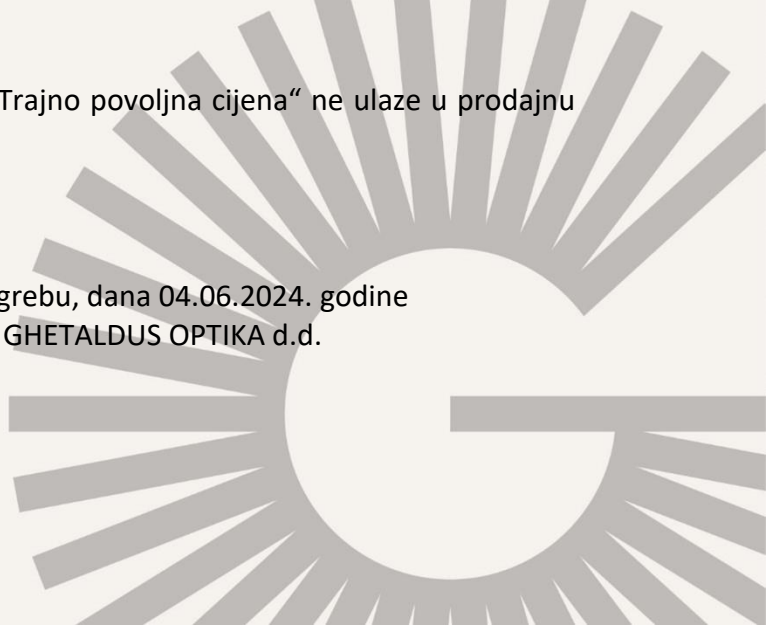 Trajno povoljna cijena“ ne ulaze u prodajnu
grebu, dana 04.06.2024. godine
GHETALDUS OPTIKA d.d.